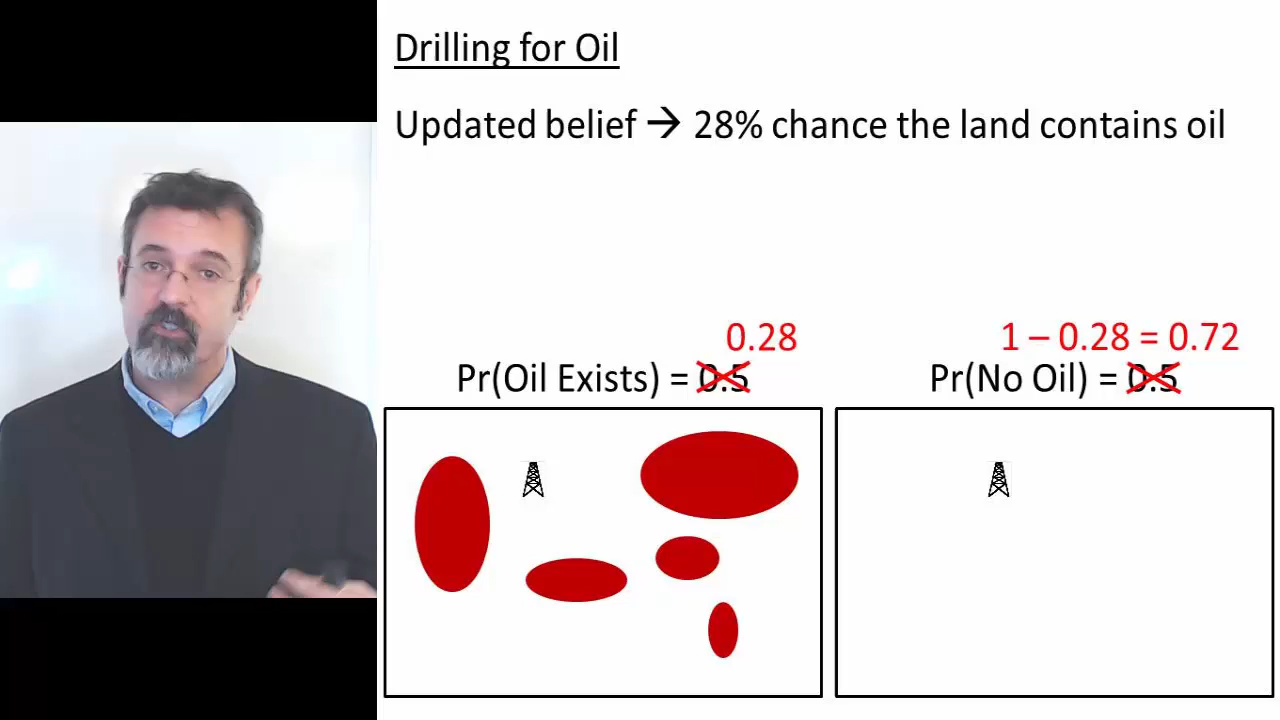 Drilling for Oil
Updated belief → 28% chance the land contains oil
0.28
Pr(Oil Exists) = 0.5
1 – 0.28 = 0.72
Pr(No Oil) = 0.5